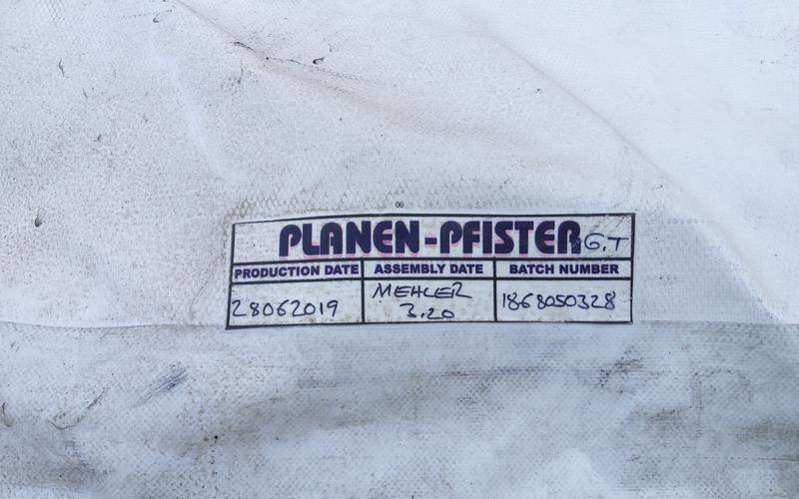 PLANEN-PFISTER G.T
PRODUCTION DATE ASSEMBLY DATE BATCH NUMBER
28062019 MEHLER 1868050328
3.20